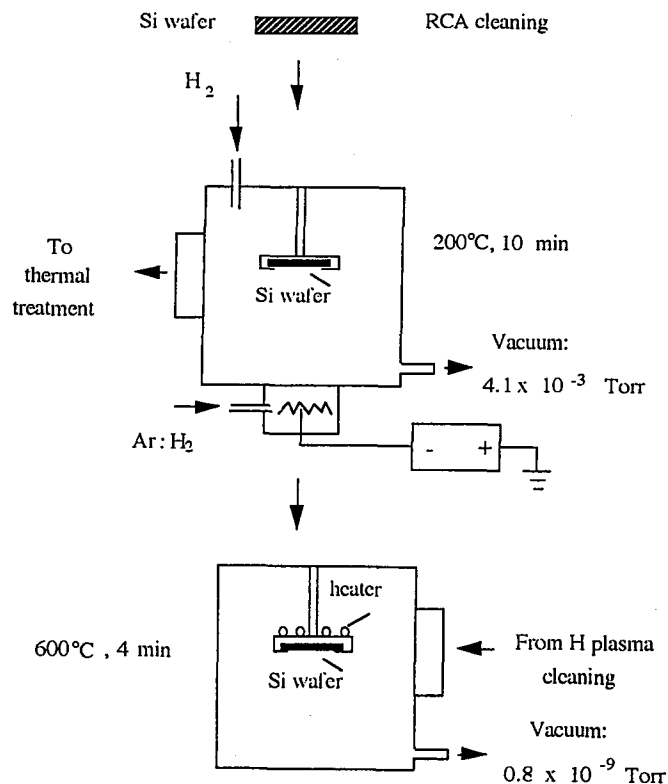 Si wafer
RCA cleaning
H2
200°C, 10 min
To
thermal
treatment
Si wafer
Vacuum:
4.1 x 10 -3 Torr
Ar : H2
- +
heater
600°C , 4 min
Si wafer
From H plasma
cleaning
Vacuum:
0.8 x 10 -9 Torr